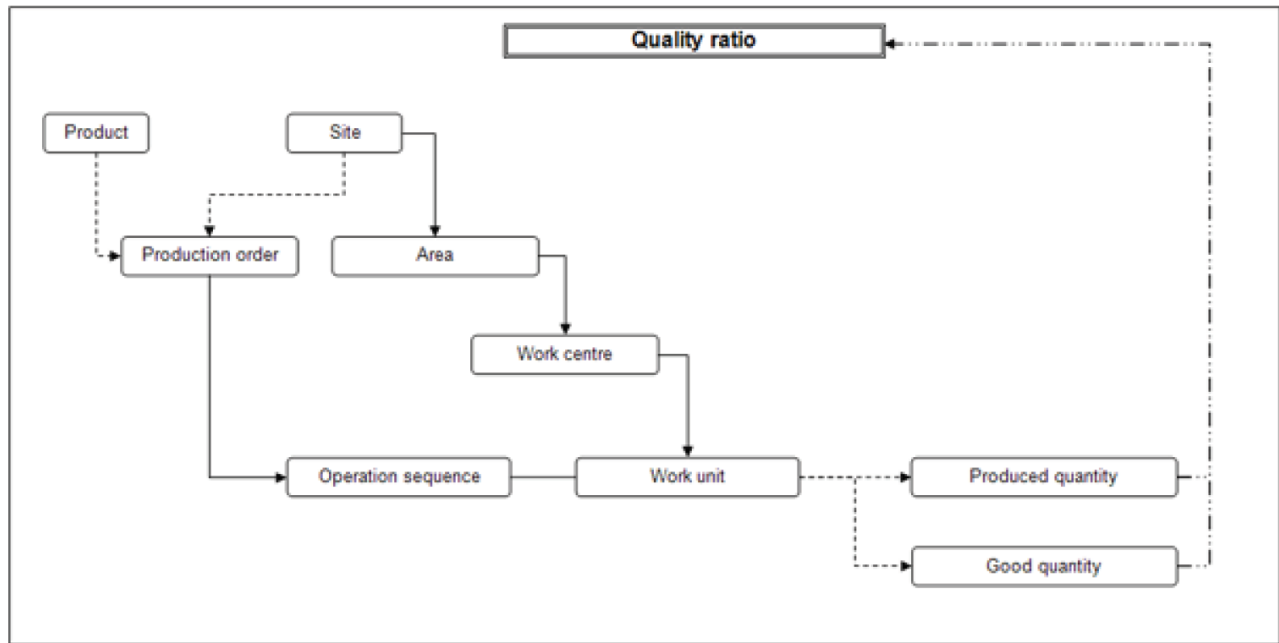 Quality ratio
Product
Site
Production order
Area
Work centre
Operation sequence
Work unit
Produced quantity
Good quantity